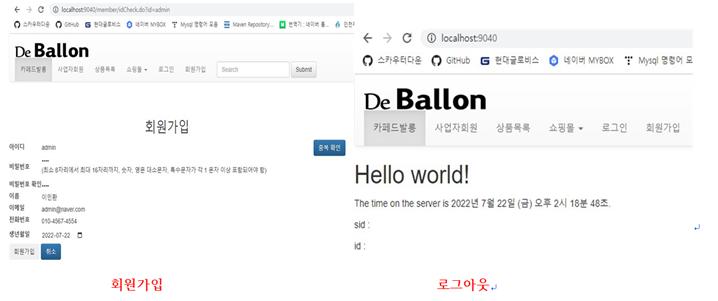 localhost:9040/member/idCheck.do?id=admin
스카우터다운 GitHub 현대글로비스 네이버 MYBOX Mysql 명령어 모음 Maven Repository:... 번역기 : 네이버 통...
De Ballon
카페드발롱 사업자회원 상품목록 쇼핑몰 로그인 회원가입 Search Submit
회원가입
아이디 admin 중복 확인
비밀번호 ••••
(최소 8자리에서 최대 16자리까지, 숫자, 영문 대소문자, 특수문자가 각 1 문자 이상 포함되어야 함)
비밀번호 확인 ••••
이름 이민환
이메일 admin@naver.com
전화번호 010-4567-4554
생년월일 2022-07-22
회원가입 취소
회원가입
localhost:9040
스카우터다운 GitHub 현대글로비스 네이버 MYBOX Mysql 명령어 모
De Ballon
카페드발롱 사업자회원 상품목록 쇼핑몰 로그인 회원가입
Hello world!
The time on the server is 2022년 7월 22일 (금) 오후 2시 18분 48초.
sid :
id :
로그아웃